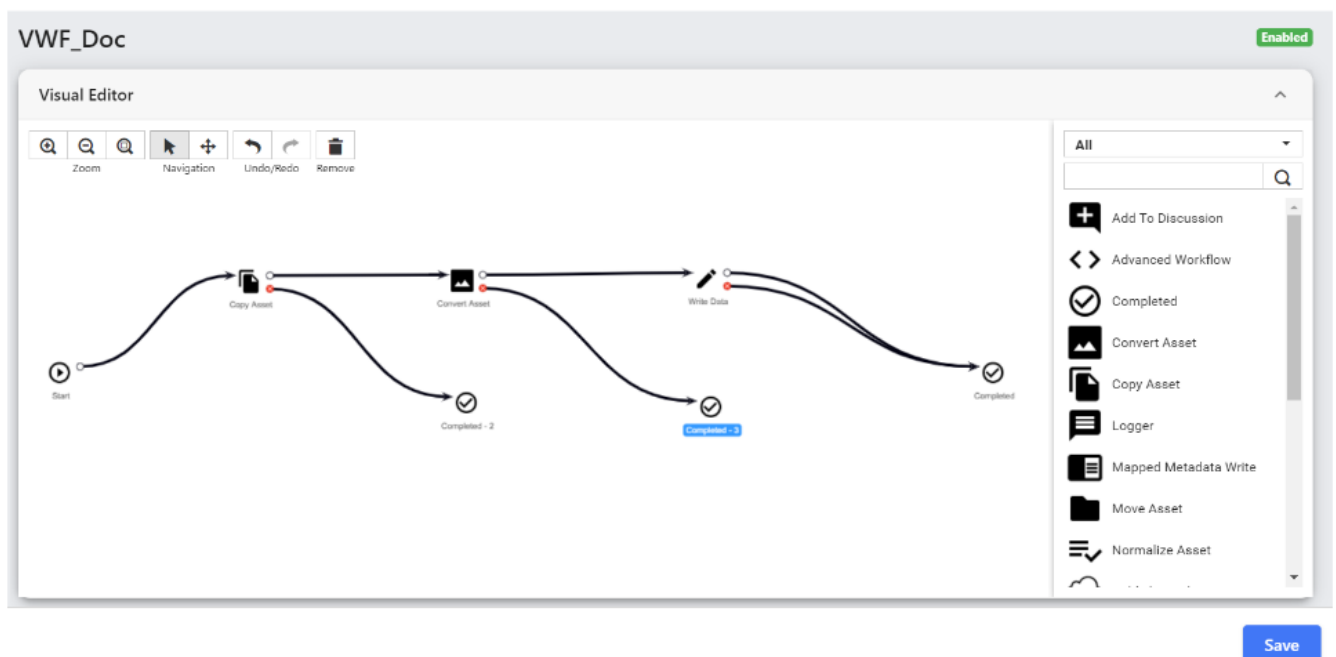 VWF_Doc
Enabled
Visual Editor
Zoom
Navigation
Undo/Redo
Remove
All
Add To Discussion
Advanced Workflow
Completed
Convert Asset
Copy Asset
Logger
Mapped Metadata Write
Move Asset
Normalize Asset
Copy Asset
Convert Asset
Write Data
Start
Completed - 2
Completed - 3
Completed
Save